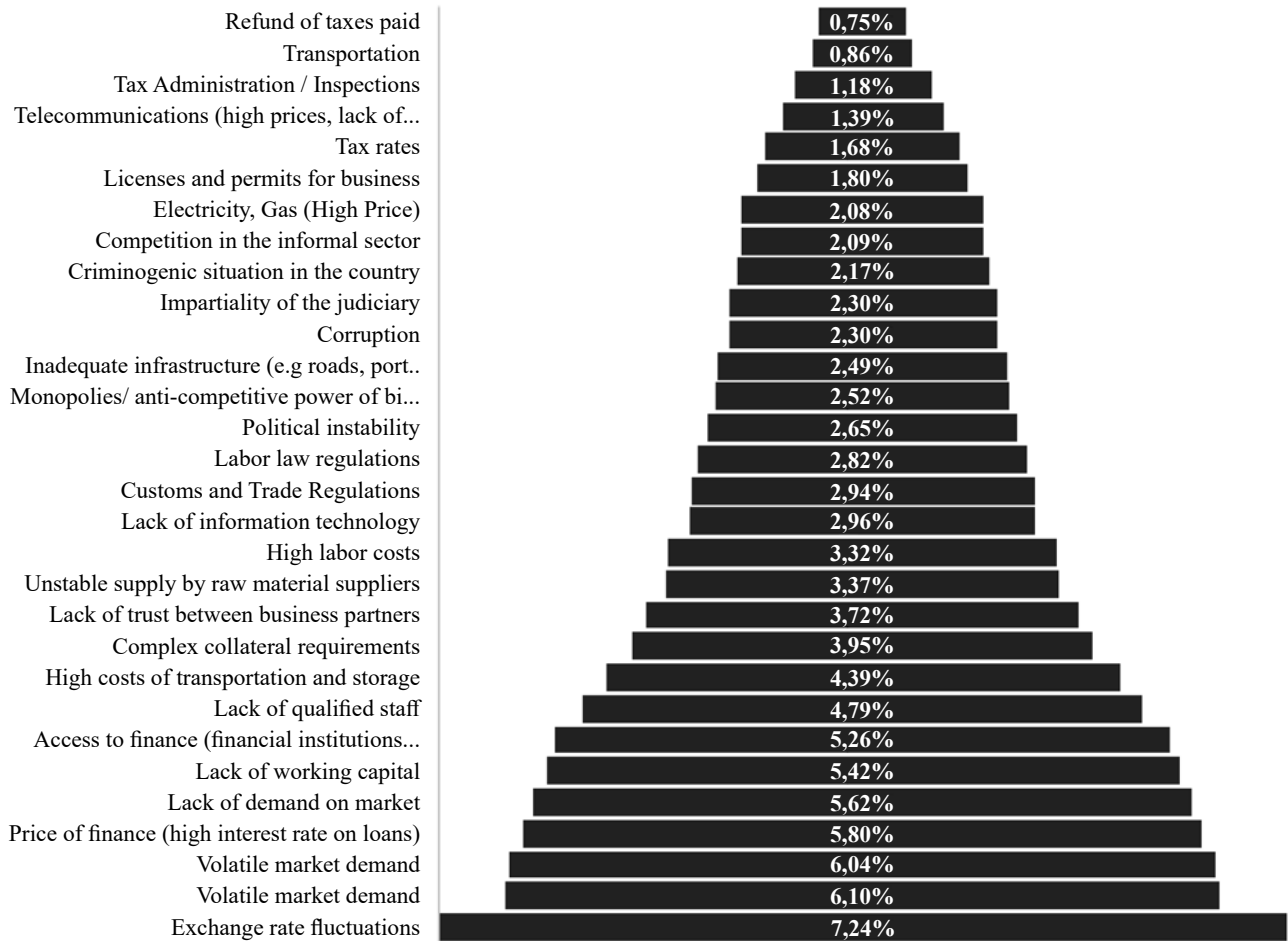 Refund of taxes paid 0,75%
Transportation 0,86%
Tax Administration / Inspections 1,18%
Telecommunications (high prices, lack of... 1,39%
Tax rates 1,68%
Licenses and permits for business 1,80%
Electricity, Gas (High Price) 2,08%
Competition in the informal sector 2,09%
Criminogenic situation in the country 2,17%
Impartiality of the judiciary 2,30%
Corruption 2,30%
Inadequate infrastructure (e.g roads, port.. 2,49%
Monopolies/ anti-competitive power of bi... 2,52%
Political instability 2,65%
Labor law regulations 2,82%
Customs and Trade Regulations 2,94%
Lack of information technology 2,96%
High labor costs 3,32%
Unstable supply by raw material suppliers 3,37%
Lack of trust between business partners 3,72%
Complex collateral requirements 3,95%
High costs of transportation and storage 4,39%
Lack of qualified staff 4,79%
Access to finance (financial institutions... 5,26%
Lack of working capital 5,42%
Lack of demand on market 5,62%
Price of finance (high interest rate on loans) 5,80%
Volatile market demand 6,04%
Volatile market demand 6,10%
Exchange rate fluctuations 7,24%